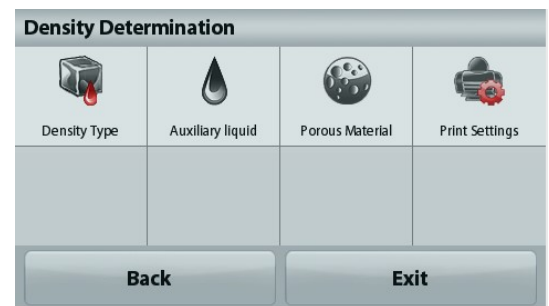 Density Determination
Density Type
Auxiliary liquid
Porous Material
Print Settings
Back
Exit